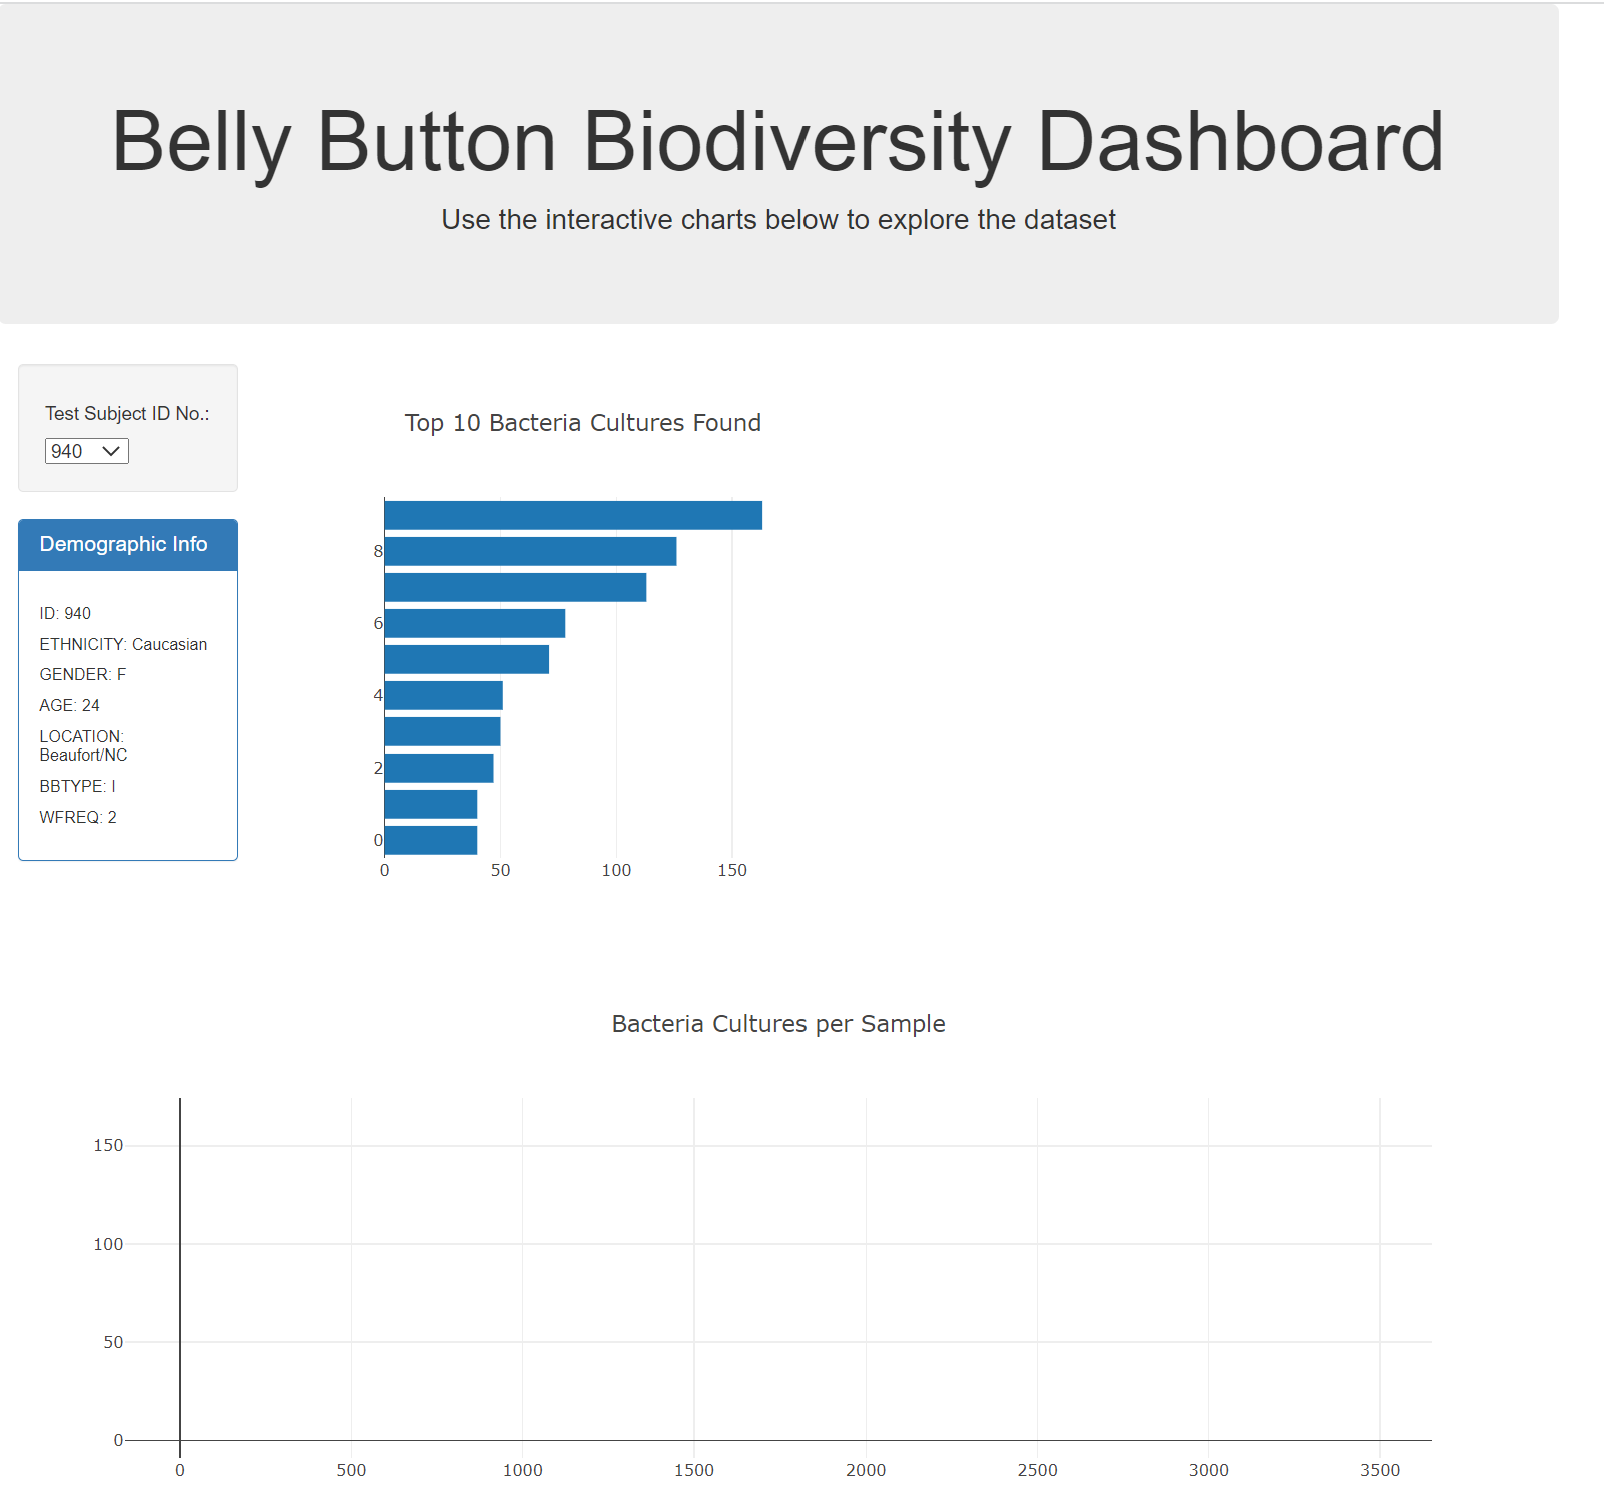 Belly Button Biodiversity Dashboard
Use the interactive charts below to explore the dataset
Test Subject ID No.:
940
Demographic Info
ID: 940
ETHNICITY: Caucasian
GENDER: F
AGE: 24
LOCATION:
Beaufort/NC
BBTYPE: I
WFREQ: 2
Top 10 Bacteria Cultures Found
8
6
4
2
0
0 50 100 150
Bacteria Cultures per Sample
150
100
50
0
0 500 1000 1500 2000 2500 3000 3500